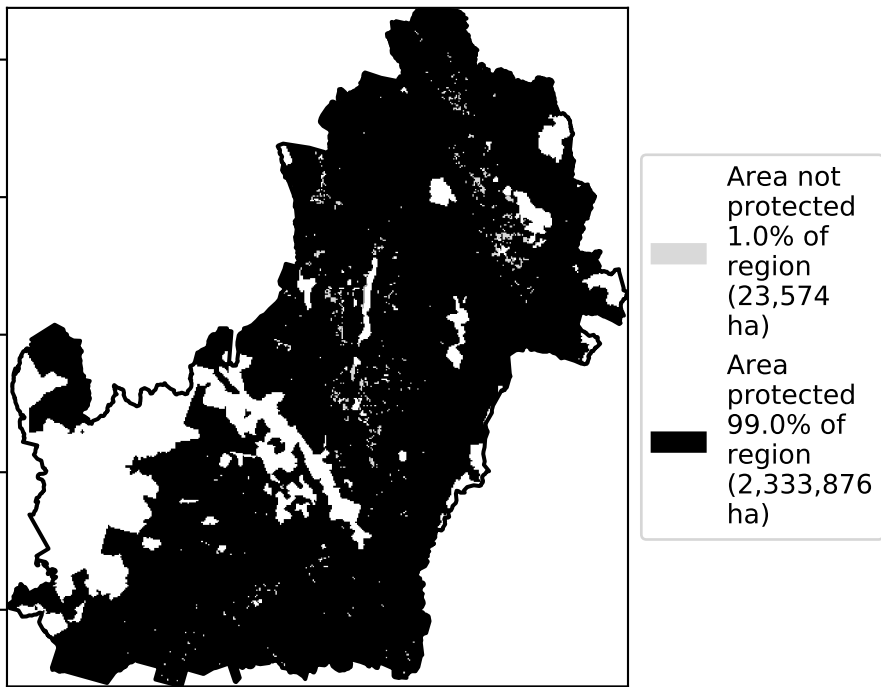 Area not
protected
1.0% of
region
(23,574
ha)
Area
protected
99.0% of
region
(2,333,876
ha)